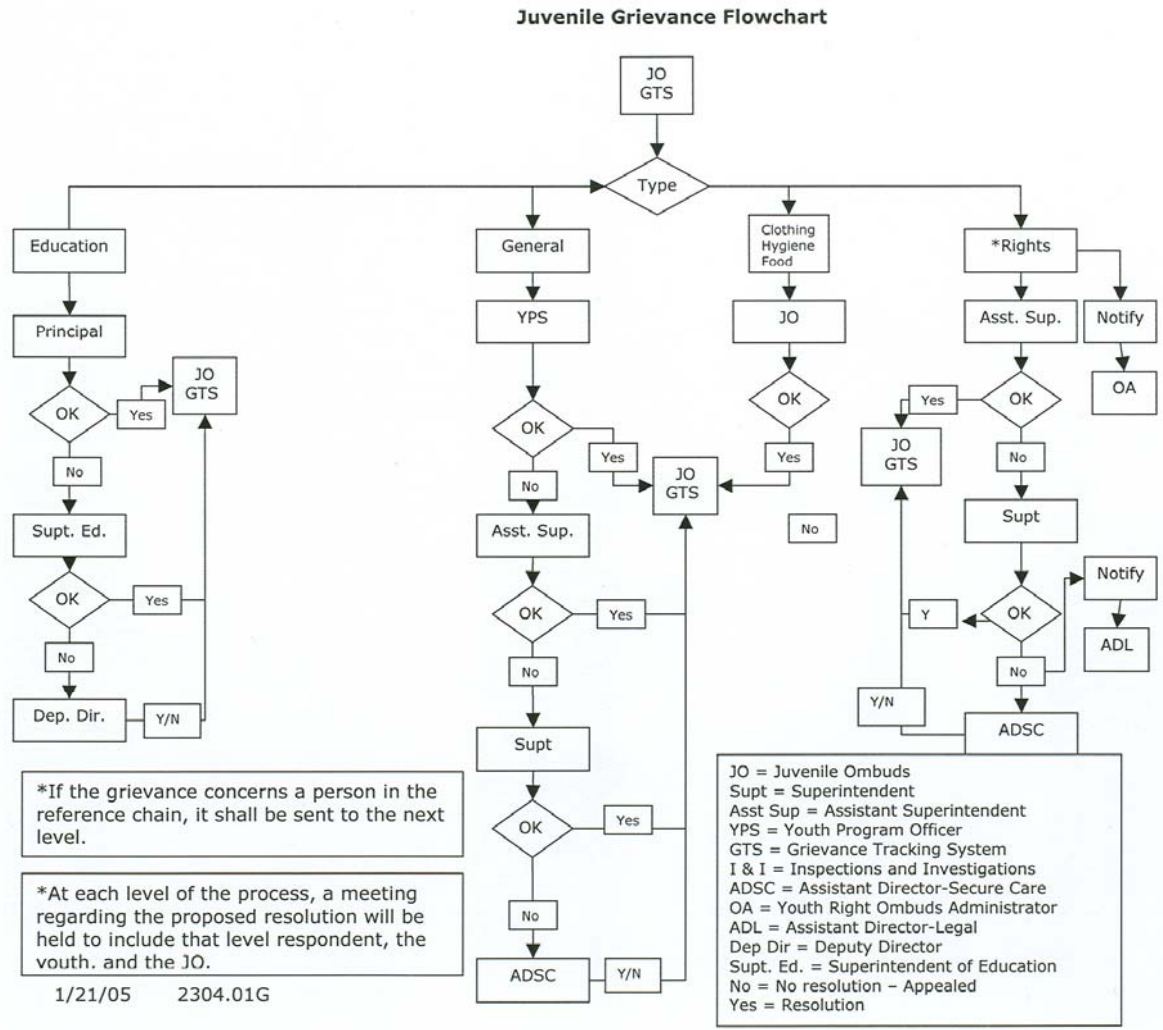 Juvenile Grievance Flowchart
JO
GTS
Type
Education
General
Clothing
Hygiene
Food
*Rights
Principal
YPS
JO
Asst. Sup.
Notify
JO
GTS
OK
Yes
OK
OK
Yes
OK
OA
No
Yes
Yes
JO
GTS
JO
GTS
No
No
Supt. Ed.
Asst. Sup.
No
Supt
OK
Yes
OK
Yes
Y
OK
Notify
ADL
No
No
No
Dep. Dir.
Y/N
Supt
Y/N
ADSC
*If the grievance concerns a person in the
reference chain, it shall be sent to the next
level.
OK
Yes
*At each level of the process, a meeting
regarding the proposed resolution will be
held to include that level respondent, the
youth, and the JO.
No
ADSC
Y/N
JO = Juvenile Ombuds
Supt = Superintendent
Asst Sup = Assistant Superintendent
YPS = Youth Program Officer
GTS = Grievance Tracking System
I & I = Inspections and Investigations
ADSC = Assistant Director-Secure Care
OA = Youth Right Ombuds Administrator
ADL = Assistant Director-Legal
Dep Dir = Deputy Director
Supt. Ed. = Superintendent of Education
No = No resolution – Appealed
Yes = Resolution
1/21/05 2304.01G